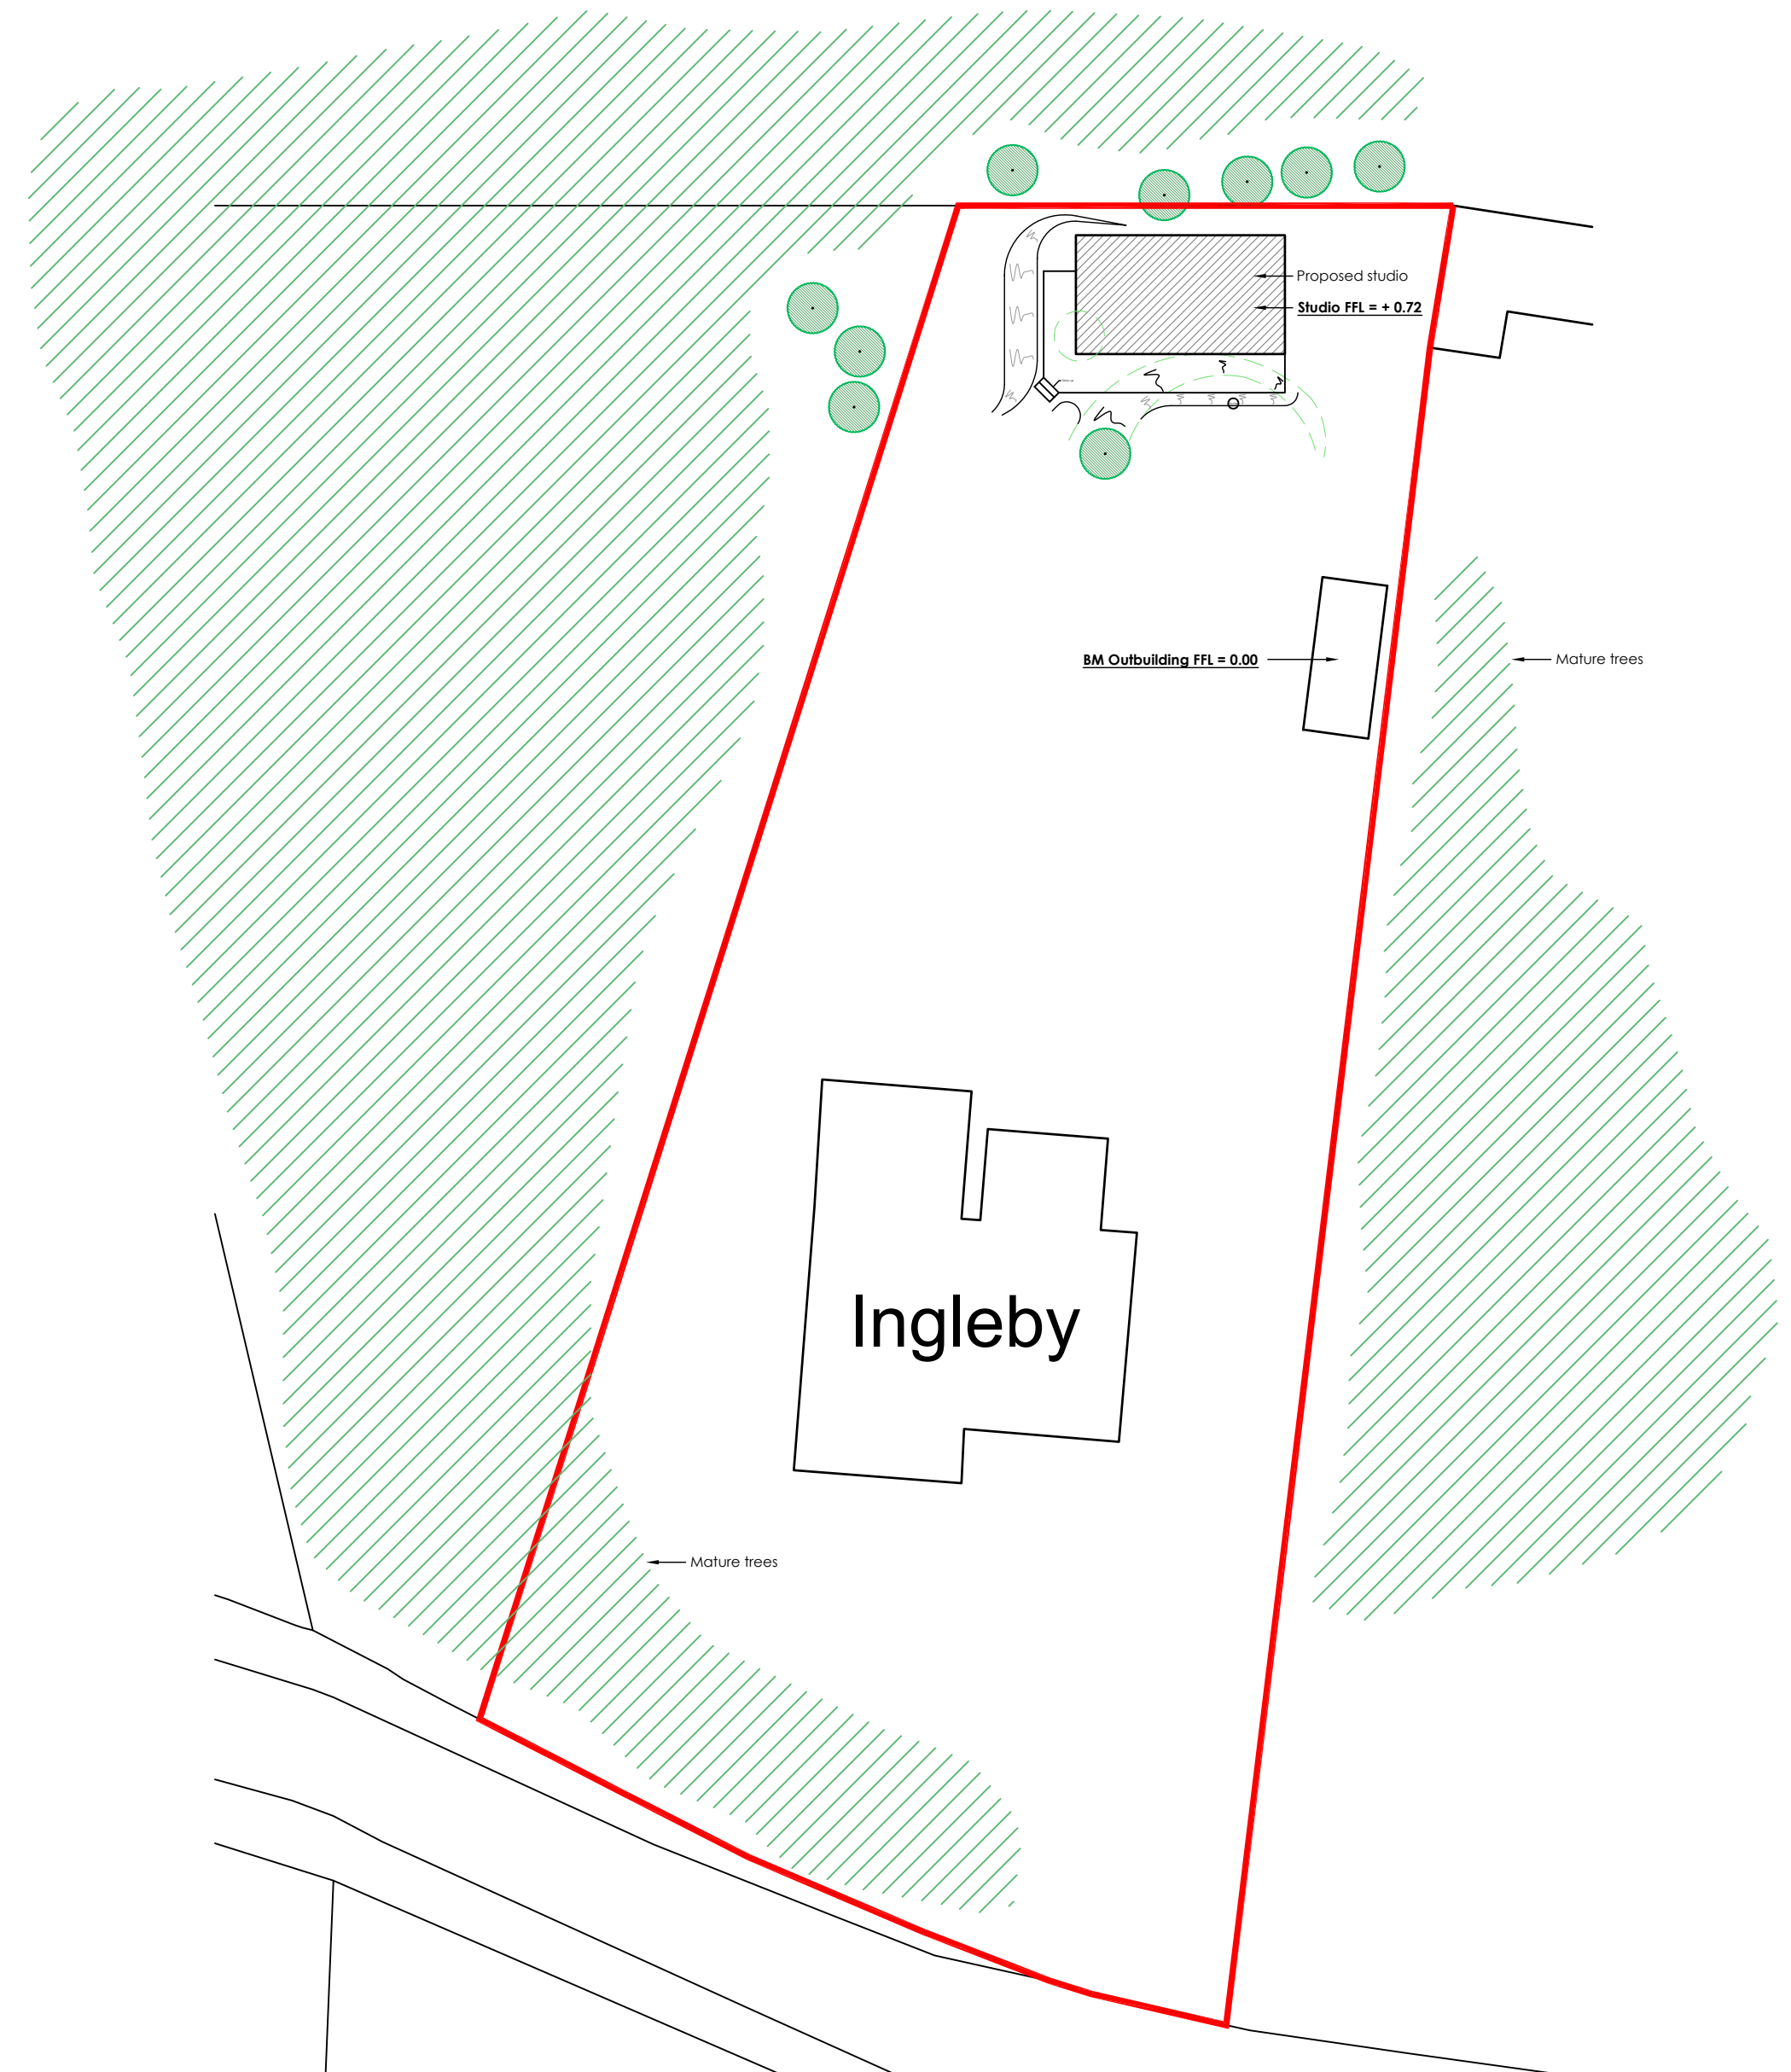 Proposed studio
Studio FFL = + 0.72
BM Outbuilding FFL = 0.00
Mature trees
Ingleby
Mature trees